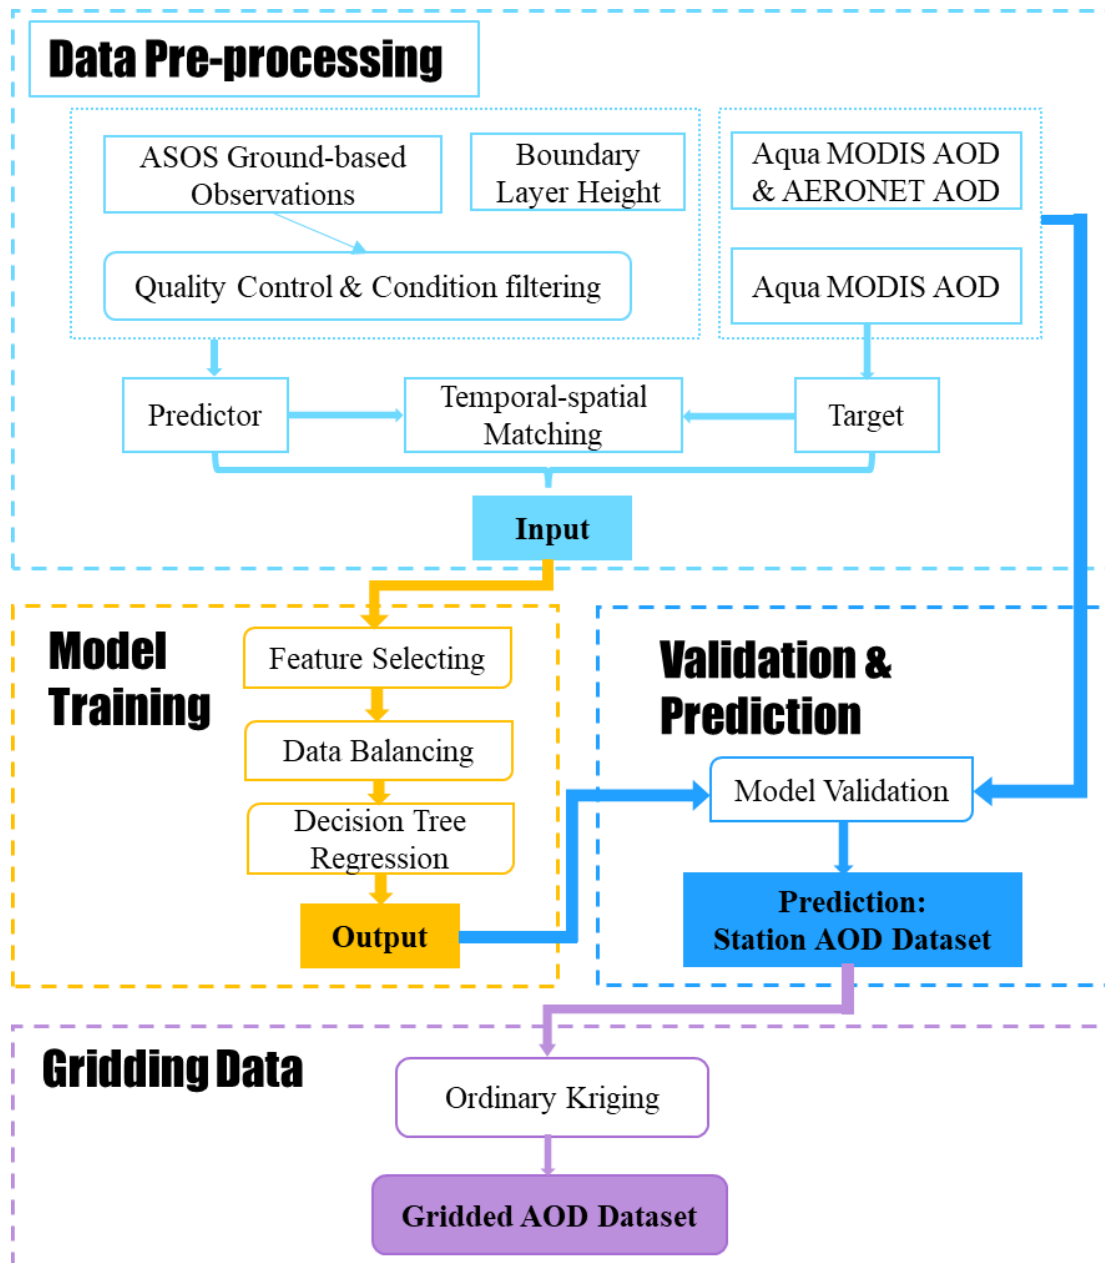 Data Pre-processing
ASOS Ground-based
Observations
Boundary
Layer Height
Aqua MODIS AOD
& AERONET AOD
Quality Control & Condition filtering
Aqua MODIS AOD
Predictor
Temporal-spatial
Matching
Target
Input
Model
Training
Feature Selecting
Data Balancing
Decision Tree
Regression
Output
Validation &
Prediction
Model Validation
Prediction:
Station AOD Dataset
Gridding Data
Ordinary Kriging
Gridded AOD Dataset